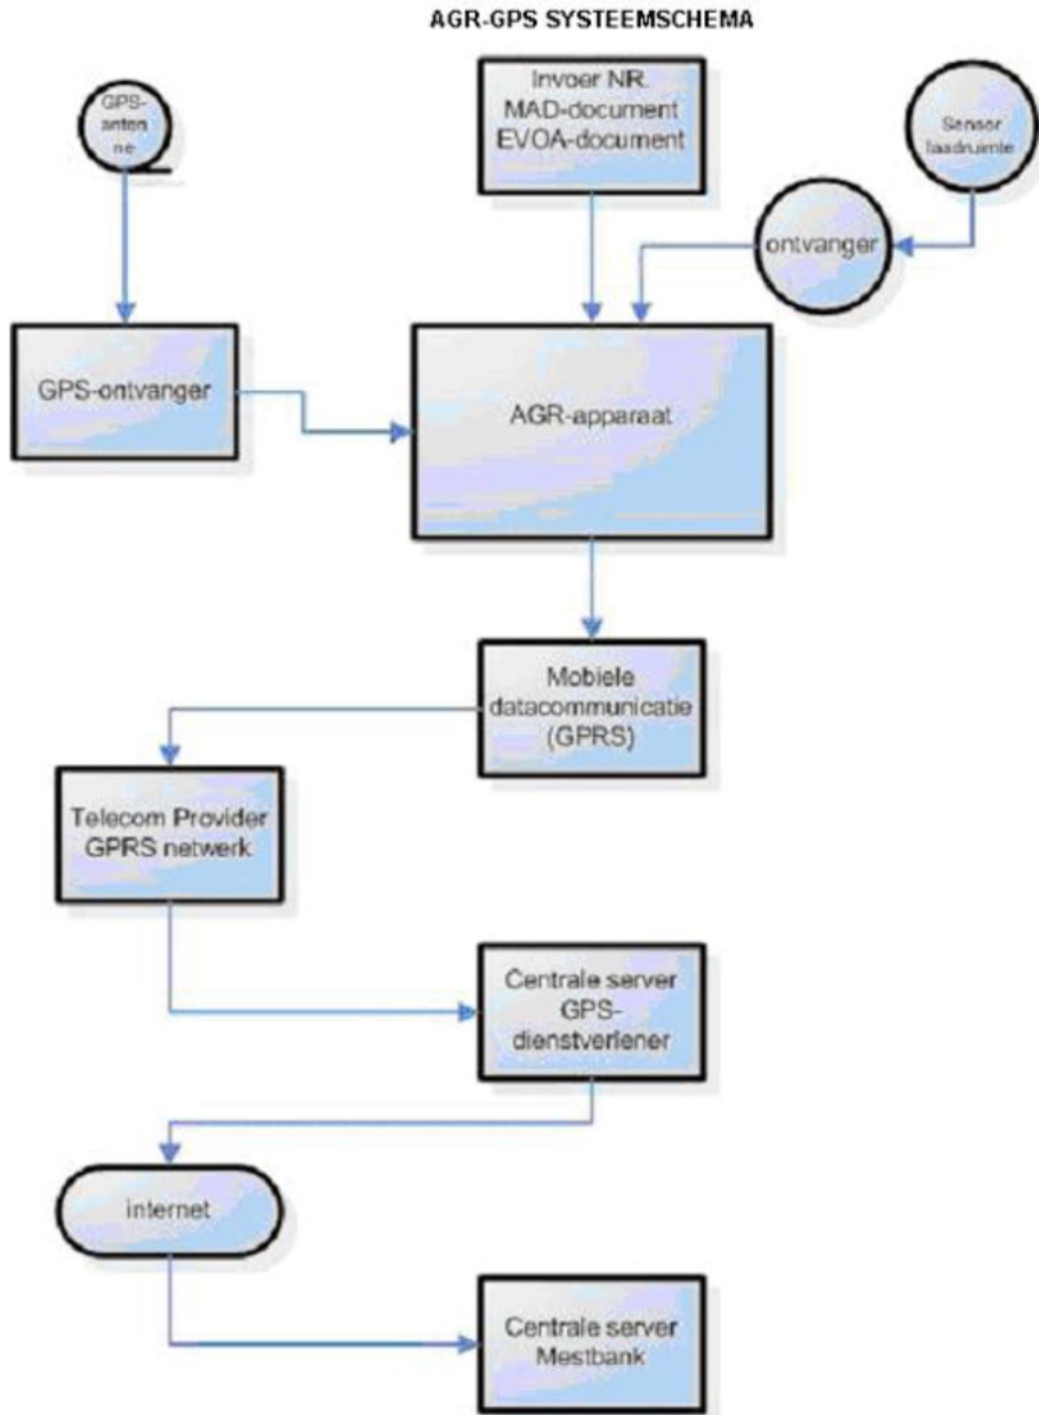 AGR-GPS SYSTEEMSCHEMA
GPS-
anten
ne
Invoer NR.
MAD-document
EVOA-document
Sensor
laadruimte
ontvanger
GPS-ontvanger
AGR-apparaat
Mobiele
datacommunicatie
(GPRS)
Telecom Provider
GPRS netwerk
Centrale server
GPS-
dienstverlener
internet
Centrale server
Mestbank